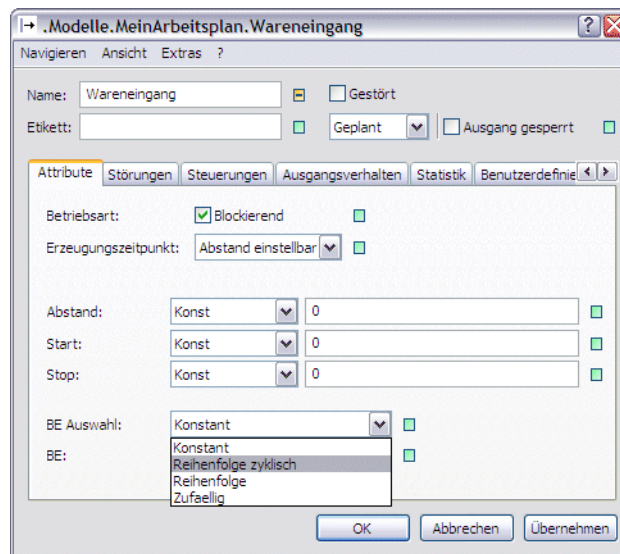 .Modelle.MeinArbeitsplan.Wareneingang
Navigieren Ansicht Extras ?
Name: Wareneingang Gestört
Etikett: Geplant Ausgang gesperrt
Attribute Störungen Steuerungen Ausgangsverhalten Statistik Benutzerdefinie
Betriebsart: Blockierend
Erzeugungszeitpunkt: Abstand einstellbar
Abstand: Konst 0
Start: Konst 0
Stop: Konst 0
BE Auswahl: Konstant
Konstant
BE: Reihenfolge zyklisch
Reihenfolge
Zufaellig
OK Abbrechen Übernehmen